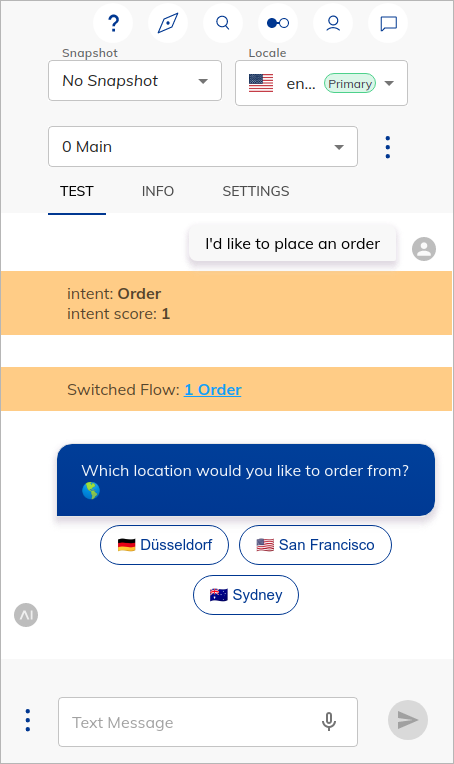 ?
Snapshot
Locale
No Snapshot
en... Primary
0 Main
TEST INFO SETTINGS
I'd like to place an order
intent: Order
intent score: 1
Switched Flow: 1 Order
Which location would you like to order from?
🌎
🇩🇪 Düsseldorf
🇺🇸 San Francisco
🇦🇺 Sydney
AI
Text Message